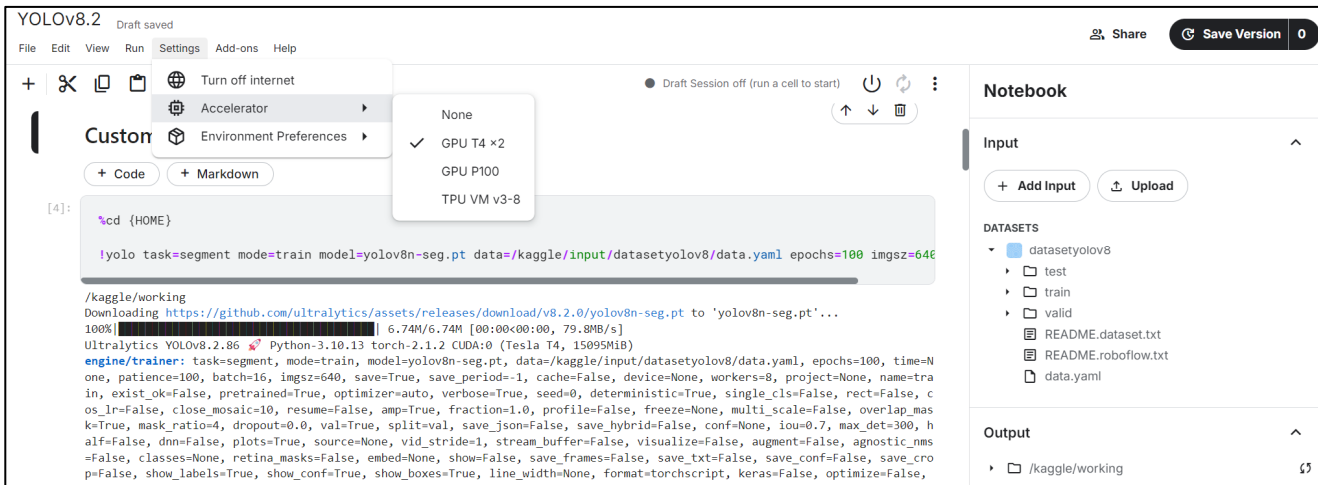 YOLOv8.2 Draft saved
File Edit View Run Settings Add-ons Help
Share
Save Version 0
Turn off internet
Accelerator
Environment Preferences
None
GPU T4 ×2
GPU P100
TPU VM v3-8
Draft Session off (run a cell to start)
Custom
+ Code + Markdown
[4]:
%cd {HOME}
!yolo task=segment mode=train model=yolov8n-seg.pt data=/kaggle/input/datasetyolov8/data.yaml epochs=100 imgsz=640
/kaggle/working
Downloading https://github.com/ultralytics/assets/releases/download/v8.2.0/yolov8n-seg.pt to 'yolov8n-seg.pt'...
100%| | 6.74M/6.74M [00:00<00:00, 79.8MB/s]
Ultralytics YOLOv8.2.86 🚀 Python-3.10.13 torch-2.1.2 CUDA:0 (Tesla T4, 15095MiB)
engine/trainer: task=segment, mode=train, model=yolov8n-seg.pt, data=/kaggle/input/datasetyolov8/data.yaml, epochs=100, time=N
one, patience=100, batch=16, imgsz=640, save=True, save_period=-1, cache=False, device=None, workers=8, project=None, name=tra
in, exist_ok=False, pretrained=True, optimizer=auto, verbose=True, seed=0, deterministic=True, single_cls=False, rect=False, c
os_lr=False, close_mosaic=10, resume=False, amp=True, fraction=1.0, profile=False, freeze=None, multi_scale=False, overlap_mas
k=True, mask_ratio=4, dropout=0.0, val=True, split=val, save_json=False, save_hybrid=False, conf=None, iou=0.7, max_det=300, h
alf=False, dnn=False, plots=True, source=None, vid_stride=1, stream_buffer=False, visualize=False, augment=False, agnostic_nms
=False, classes=None, retina_masks=False, embed=None, show=False, save_frames=False, save_txt=False, save_conf=False, save_cro
p=False, show_labels=True, show_conf=True, show_boxes=True, line_width=None, format=torchscript, keras=False, optimize=False,
Notebook
Input
+ Add Input Upload
DATASETS
datasetyolov8
test
train
valid
README.dataset.txt
README.roboflow.txt
data.yaml
Output
/kaggle/working